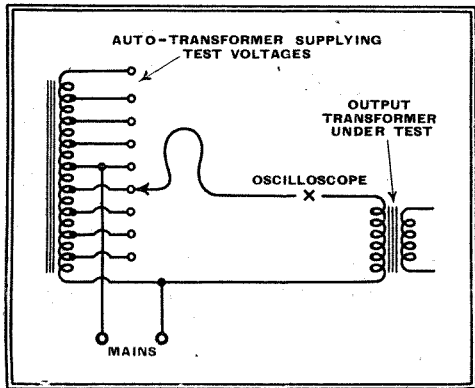 AUTO-TRANSFORMER SUPPLYING
TEST VOLTAGES
OUTPUT
TRANSFORMER
UNDER TEST
OSCILLOSCOPE
MAINS